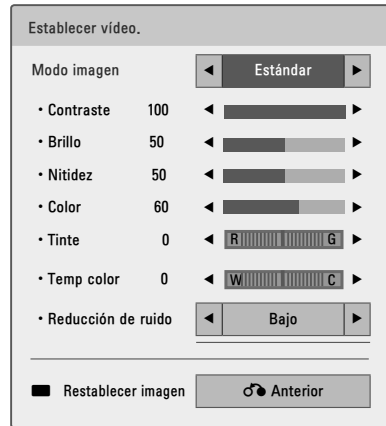 Establecer vídeo.
Modo imagen ◄ Estándar ►
• Contraste 100 ◄ ►
• Brillo 50 ◄ ►
• Nitidez 50 ◄ ►
• Color 60 ◄ ►
• Tinte 0 ◄ R G ►
• Temp color 0 ◄ W C ►
• Reducción de ruido ◄ Bajo ►
Restablecer imagen Anterior